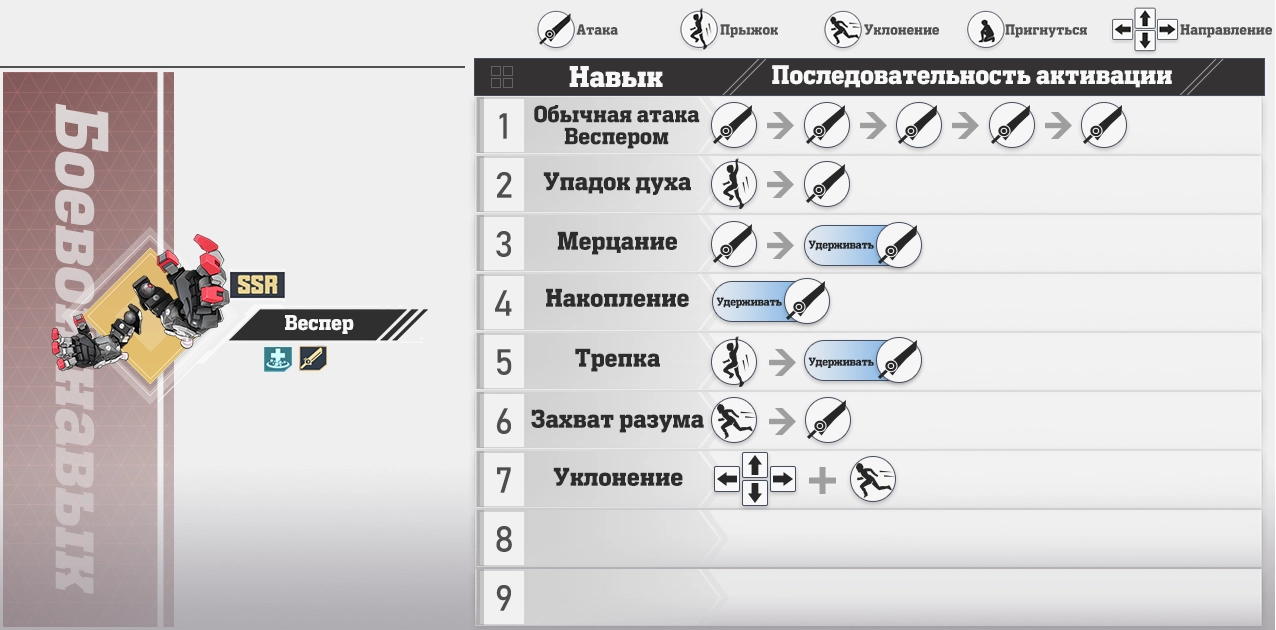 Атака
Прыжок
Уклонение
Пригнуться
Направление
Навык
Последовательность активации
Боевой навык
SSR
Веспер
1
Обычная атака
Веспером
2
Упадок духа
3
Мерцание
Удерживать
4
Накопление
Удерживать
5
Трепка
Удерживать
6
Захват разума
7
Уклонение
8
9